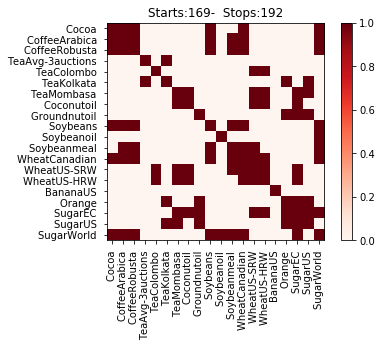 Starts:169-  Stops:192
Cocoa
CoffeeArabica
CoffeeRobusta
TeaAvg-3auctions
TeaColombo
TeaKolkata
TeaMombasa
Coconutoil
Groundnutoil
Soybeans
Soybeanoil
Soybeanmeal
WheatCanadian
WheatUS-SRW
WheatUS-HRW
BananaUS
Orange
SugarEC
SugarUS
SugarWorld
Cocoa
CoffeeArabica
CoffeeRobusta
TeaAvg-3auctions
TeaColombo
TeaKolkata
TeaMombasa
Coconutoil
Groundnutoil
Soybeans
Soybeanoil
Soybeanmeal
WheatCanadian
WheatUS-SRW
WheatUS-HRW
BananaUS
Orange
SugarEC
SugarUS
SugarWorld
1.0
0.8
0.6
0.4
0.2
0.0